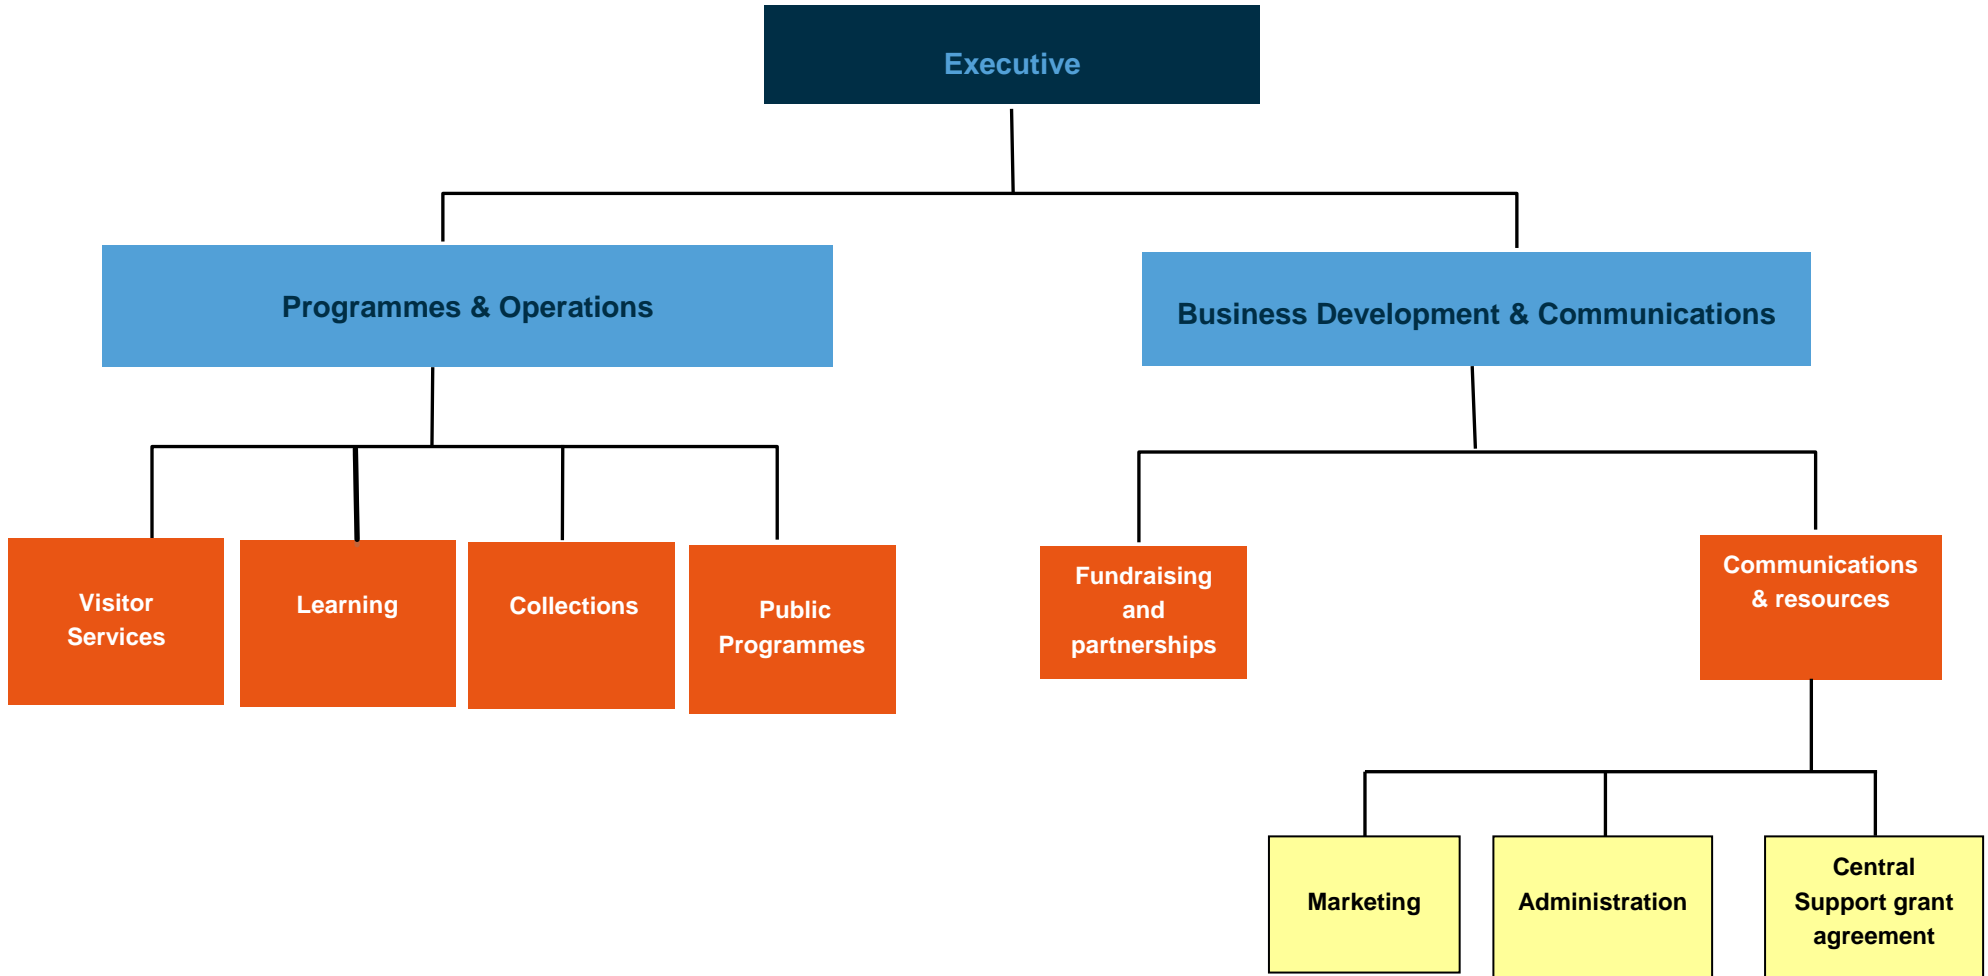 Executive
Programmes & Operations
Business Development & Communications
Visitor
Services
Learning
Collections
Public
Programmes
Fundraising
and
partnerships
Communications
& resources
Marketing
Administration
Central
Support grant
agreement